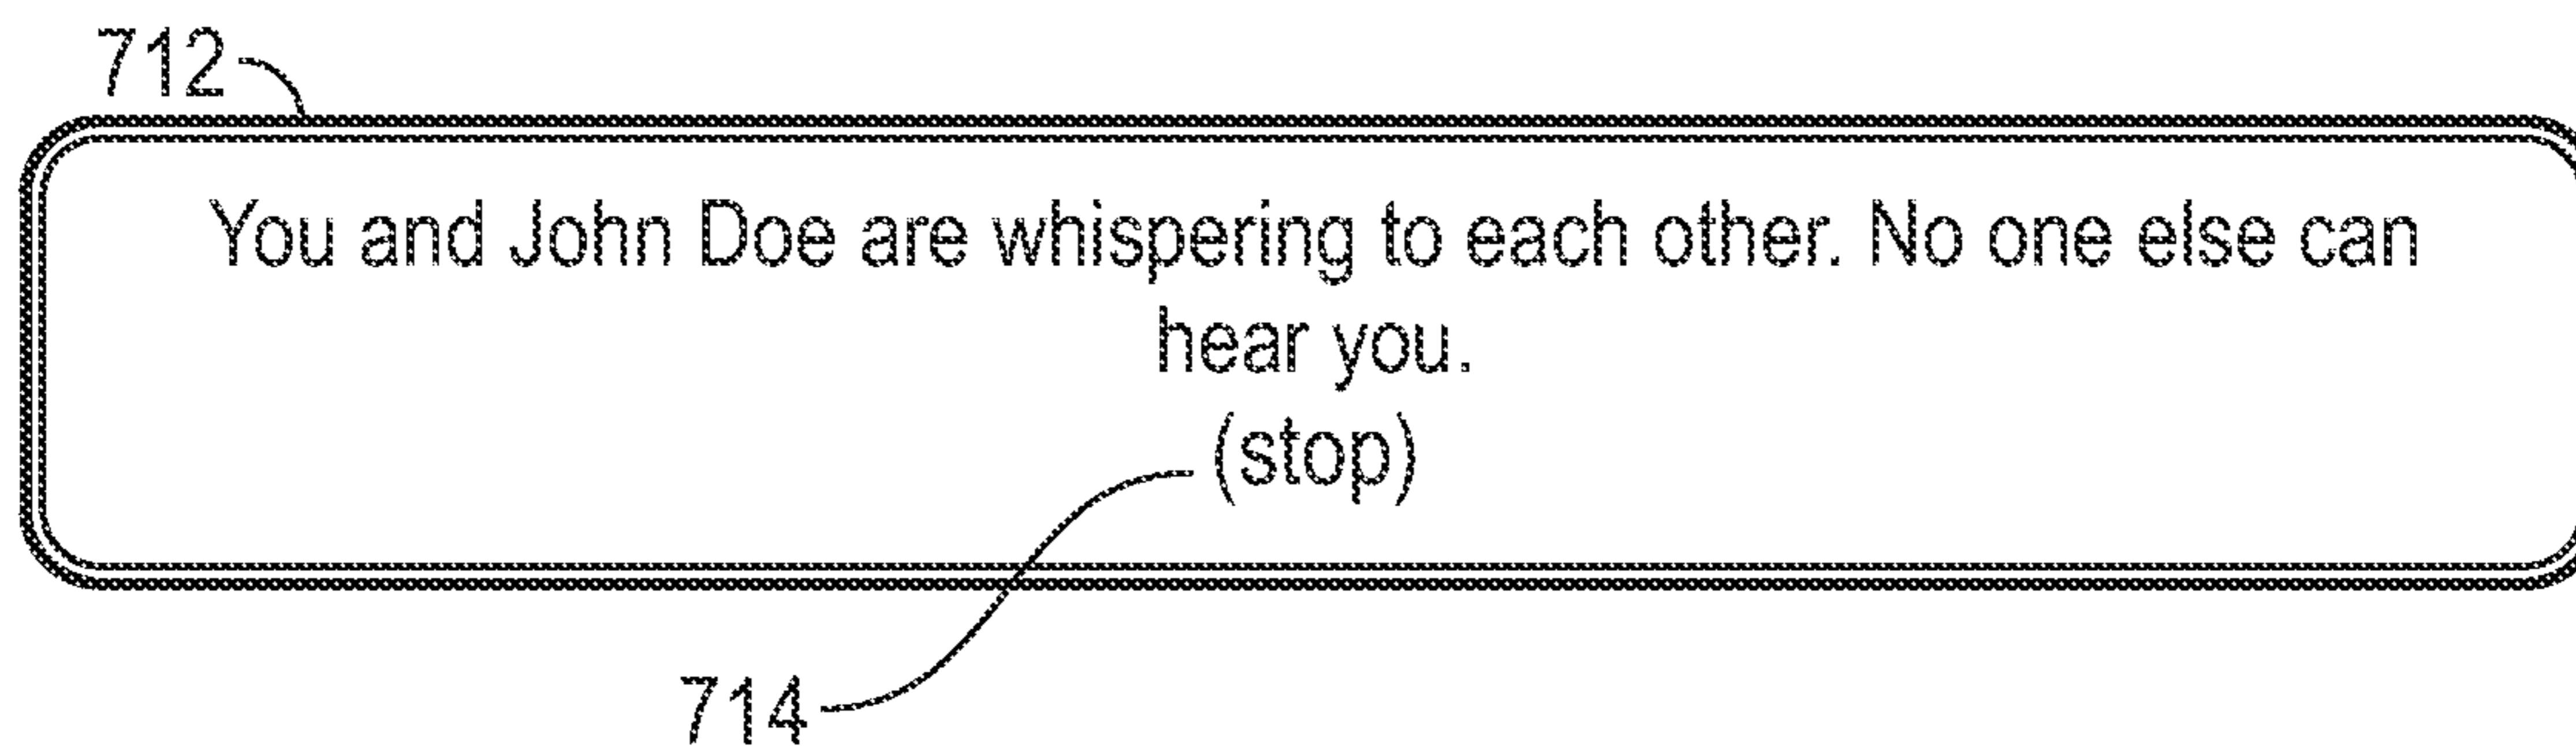 712
You and John Doe are whispering to each other. No one else can
hear you.
(stop)
714